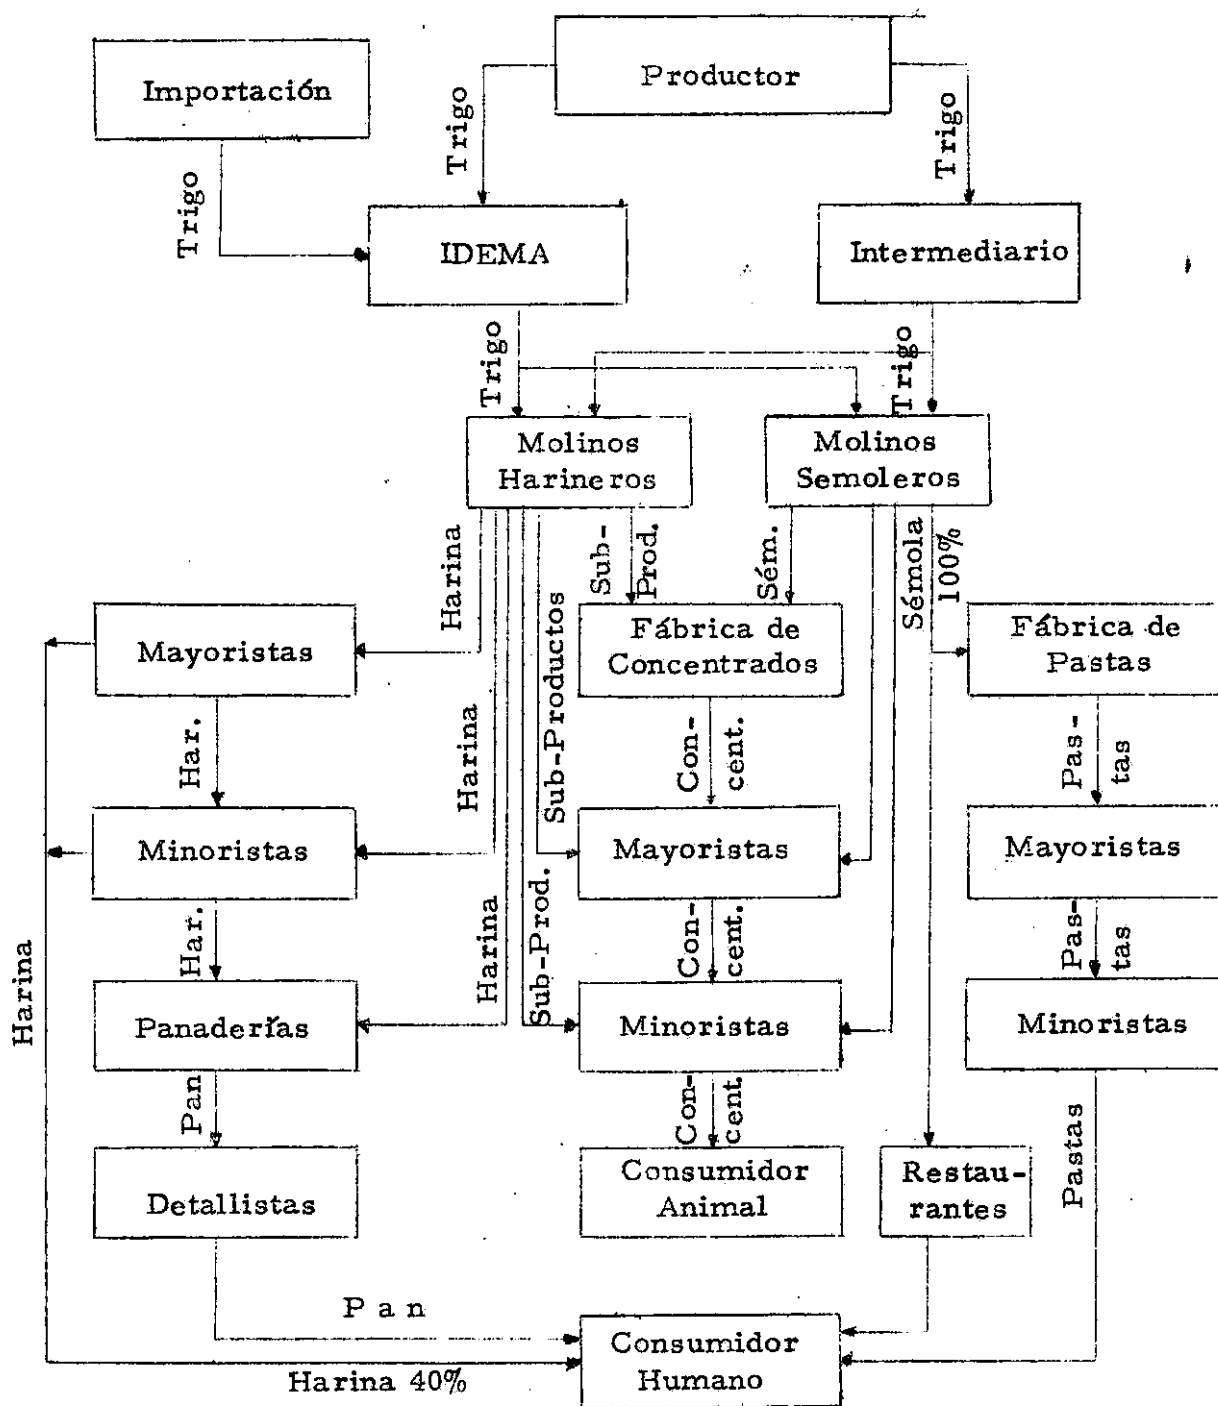 Productor
Importación
Trigo
Trigo
Trigo
IDEMA
Intermediario
Trigo
Trigo
Molinos
Harineros
Molinos
Semoleros
Harina
Sub-
Prod.
Sém.
Sémola
100%
Mayoristas
Fábrica de
Concentrados
Fábrica de
Pastas
Har.
Harina
Sub-Productos
Con-
cent.
Pas-
tas
Minoristas
Mayoristas
Mayoristas
Harina
Har.
Harina
Sub-Prod.
Con-
cent.
Pas-
tas
Panaderías
Minoristas
Minoristas
Pan
Con-
cent.
Pastas
Detallistas
Consumidor
Animal
Restau-
rantes
Pan
Consumidor
Humano
Harina 40%